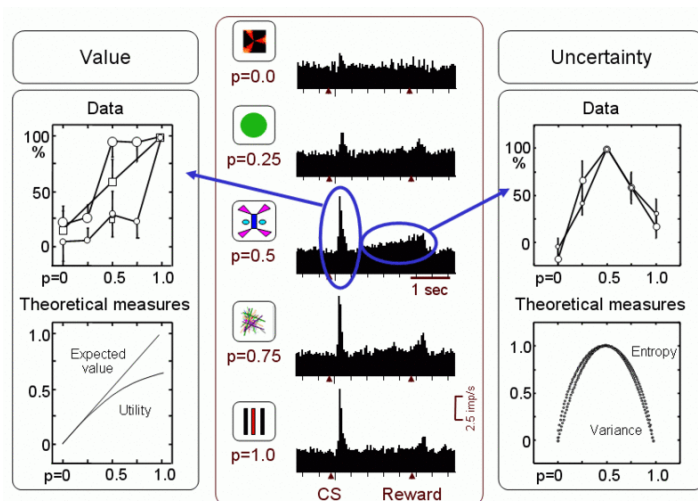 Value
Data
100
%
50
0
p=0
0.5
1.0
Theoretical measures
1.0
Expected
value
0.5
Utility
0
p=0
0.5
1.0
p=0.0
p=0.25
p=0.5
1 sec
p=0.75
2.5 imp/s
p=1.0
CS
Reward
Uncertainty
Data
100
%
50
0
p=0
0.5
1.0
Theoretical measures
1.0
Entropy
0.5
Variance
0
p=0
0.5
1.0